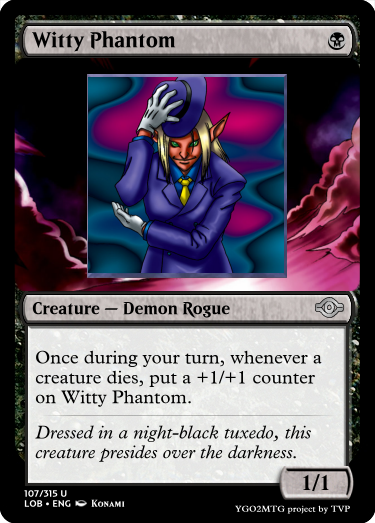 Witty Phantom
Creature — Demon Rogue
Once during your turn, whenever a
creature dies, put a +1/+1 counter
on Witty Phantom.
Dressed in a night-black tuxedo, this
creature presides over the darkness.
1/1
107/315 U
LOB • ENG Konami
YGO2MTG project by TVP